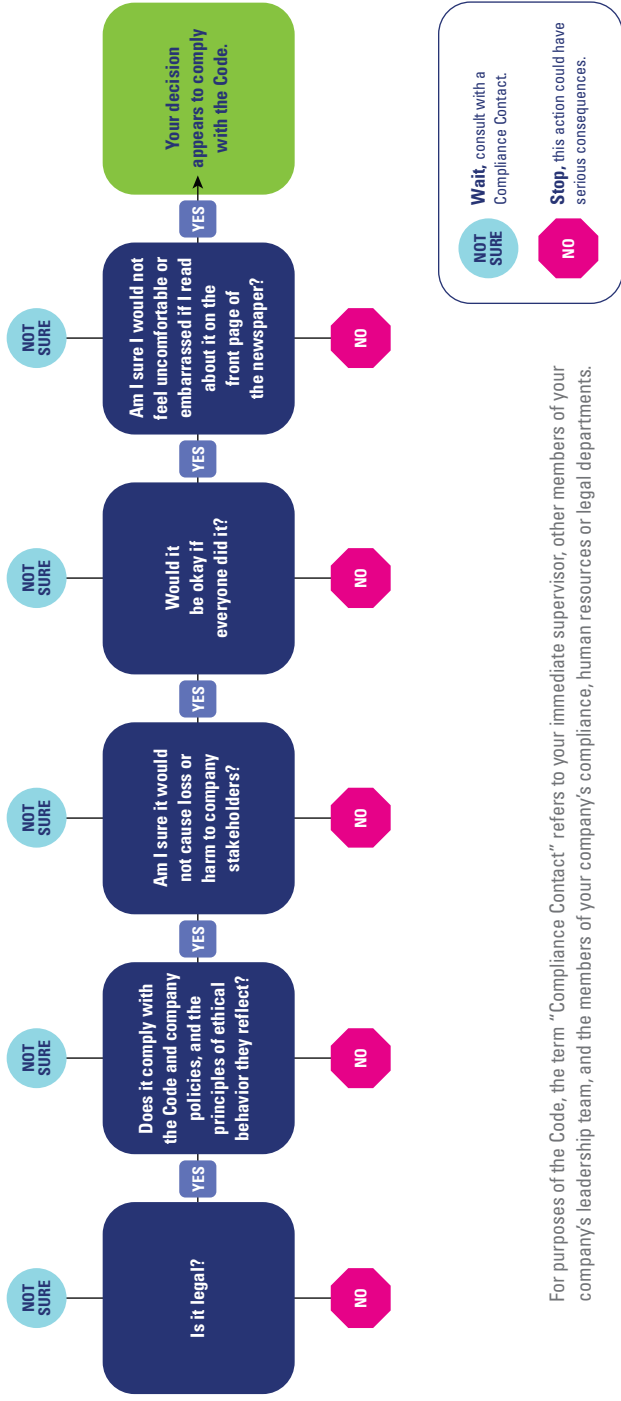 NOT
SURE
Is it legal?
NO
YES
NOT
SURE
Does it comply with
the Code and company
policies, and the
principles of ethical
behavior they reflect?
NO
YES
NOT
SURE
Am I sure it would
not cause loss or
harm to company
stakeholders?
NO
YES
NOT
SURE
Would it
be okay if
everyone did it?
NO
YES
NOT
SURE
Am I sure I would not
feel uncomfortable or
embarrassed if I read
about it on the
front page of
the newspaper?
NO
YES
Your decision
appears to comply
with the Code.
For purposes of the Code, the term “Compliance Contact” refers to your immediate supervisor, other members of your
company’s leadership team, and the members of your company’s compliance, human resources or legal departments.
NOT
SURE
Wait, consult with a
Compliance Contact.
NO
Stop, this action could have
serious consequences.